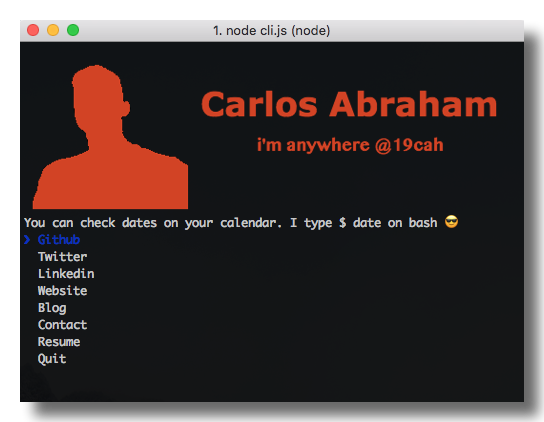 1. node cli.js (node)
Carlos Abraham
i'm anywhere @19cah
You can check dates on your calendar. I type $ date on bash 😎
❯ Github
Twitter
Linkedin
Website
Blog
Contact
Resume
Quit